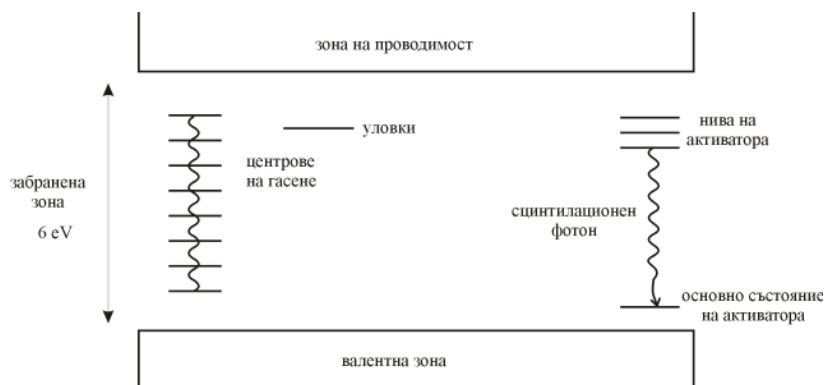 зона на проводимост
уловки
нива на
активатора
центрове
на гасене
забранена
зона
6 eV
сцинтилационен
фотон
основно състояние
на активатора
валентна зона